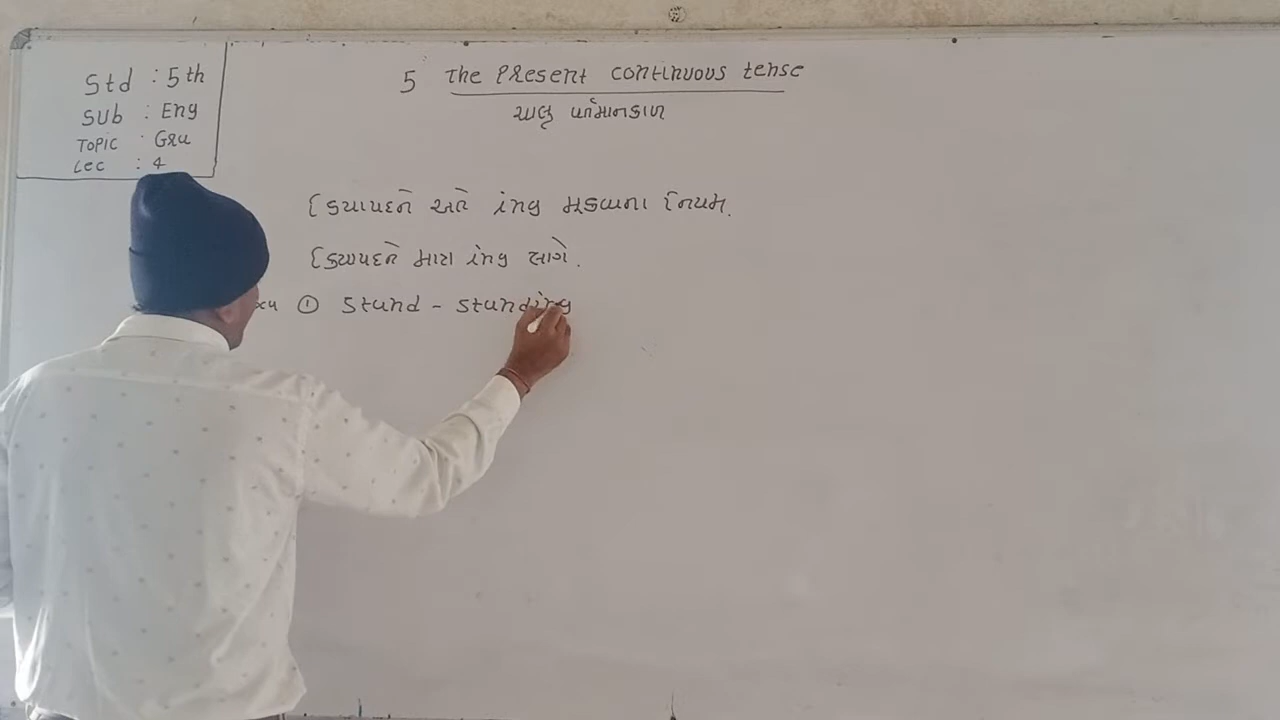 Std : 5th
Sub : Eng
Topic : Gra
Lec : 4
5 The Present continuous tense
ચાલુ વર્તમાનકાળ
ક્રિયાપદને અંતે ing મુકવાના નિયમ.
ક્રિયાપદને માત્ર ing લાગે.
① Stand - standing